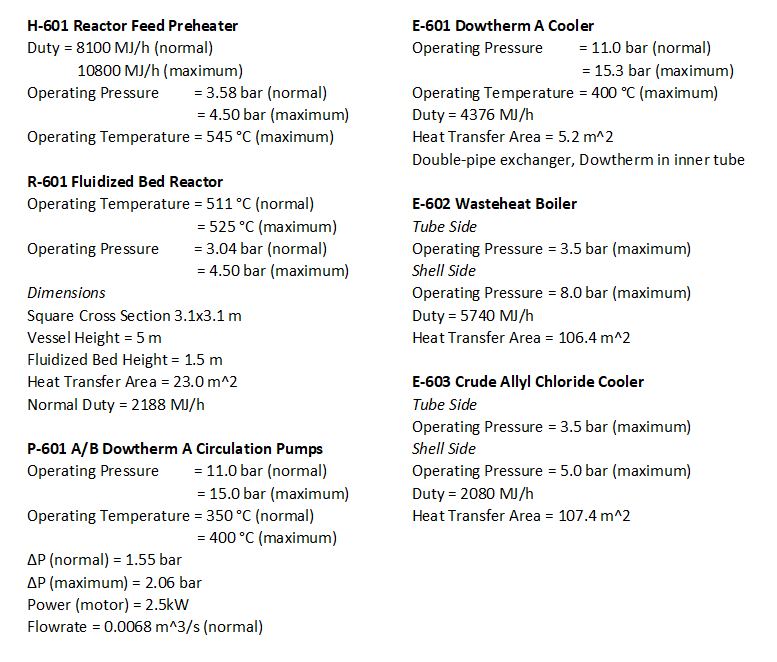 H-601 Reactor Feed Preheater
Duty = 8100 MJ/h (normal)
10800 MJ/h (maximum)
Operating Pressure = 3.58 bar (normal)
= 4.50 bar (maximum)
Operating Temperature = 545 °C (maximum)
R-601 Fluidized Bed Reactor
Operating Temperature = 511 °C (normal)
= 525 °C (maximum)
Operating Pressure = 3.04 bar (normal)
= 4.50 bar (maximum)
Dimensions
Square Cross Section 3.1x3.1 m
Vessel Height = 5 m
Fluidized Bed Height = 1.5 m
Heat Transfer Area = 23.0 m^2
Normal Duty = 2188 MJ/h
P-601 A/B Dowtherm A Circulation Pumps
Operating Pressure = 11.0 bar (normal)
= 15.0 bar (maximum)
Operating Temperature = 350 °C (normal)
= 400 °C (maximum)
ΔP (normal) = 1.55 bar
ΔP (maximum) = 2.06 bar
Power (motor) = 2.5kW
Flowrate = 0.0068 m^3/s (normal)
E-601 Dowtherm A Cooler
Operating Pressure = 11.0 bar (normal)
= 15.3 bar (maximum)
Operating Temperature = 400 °C (maximum)
Duty = 4376 MJ/h
Heat Transfer Area = 5.2 m^2
Double-pipe exchanger, Dowtherm in inner tube
E-602 Wasteheat Boiler
Tube Side
Operating Pressure = 3.5 bar (maximum)
Shell Side
Operating Pressure = 8.0 bar (maximum)
Duty = 5740 MJ/h
Heat Transfer Area = 106.4 m^2
E-603 Crude Allyl Chloride Cooler
Tube Side
Operating Pressure = 3.5 bar (maximum)
Shell Side
Operating Pressure = 5.0 bar (maximum)
Duty = 2080 MJ/h
Heat Transfer Area = 107.4 m^2